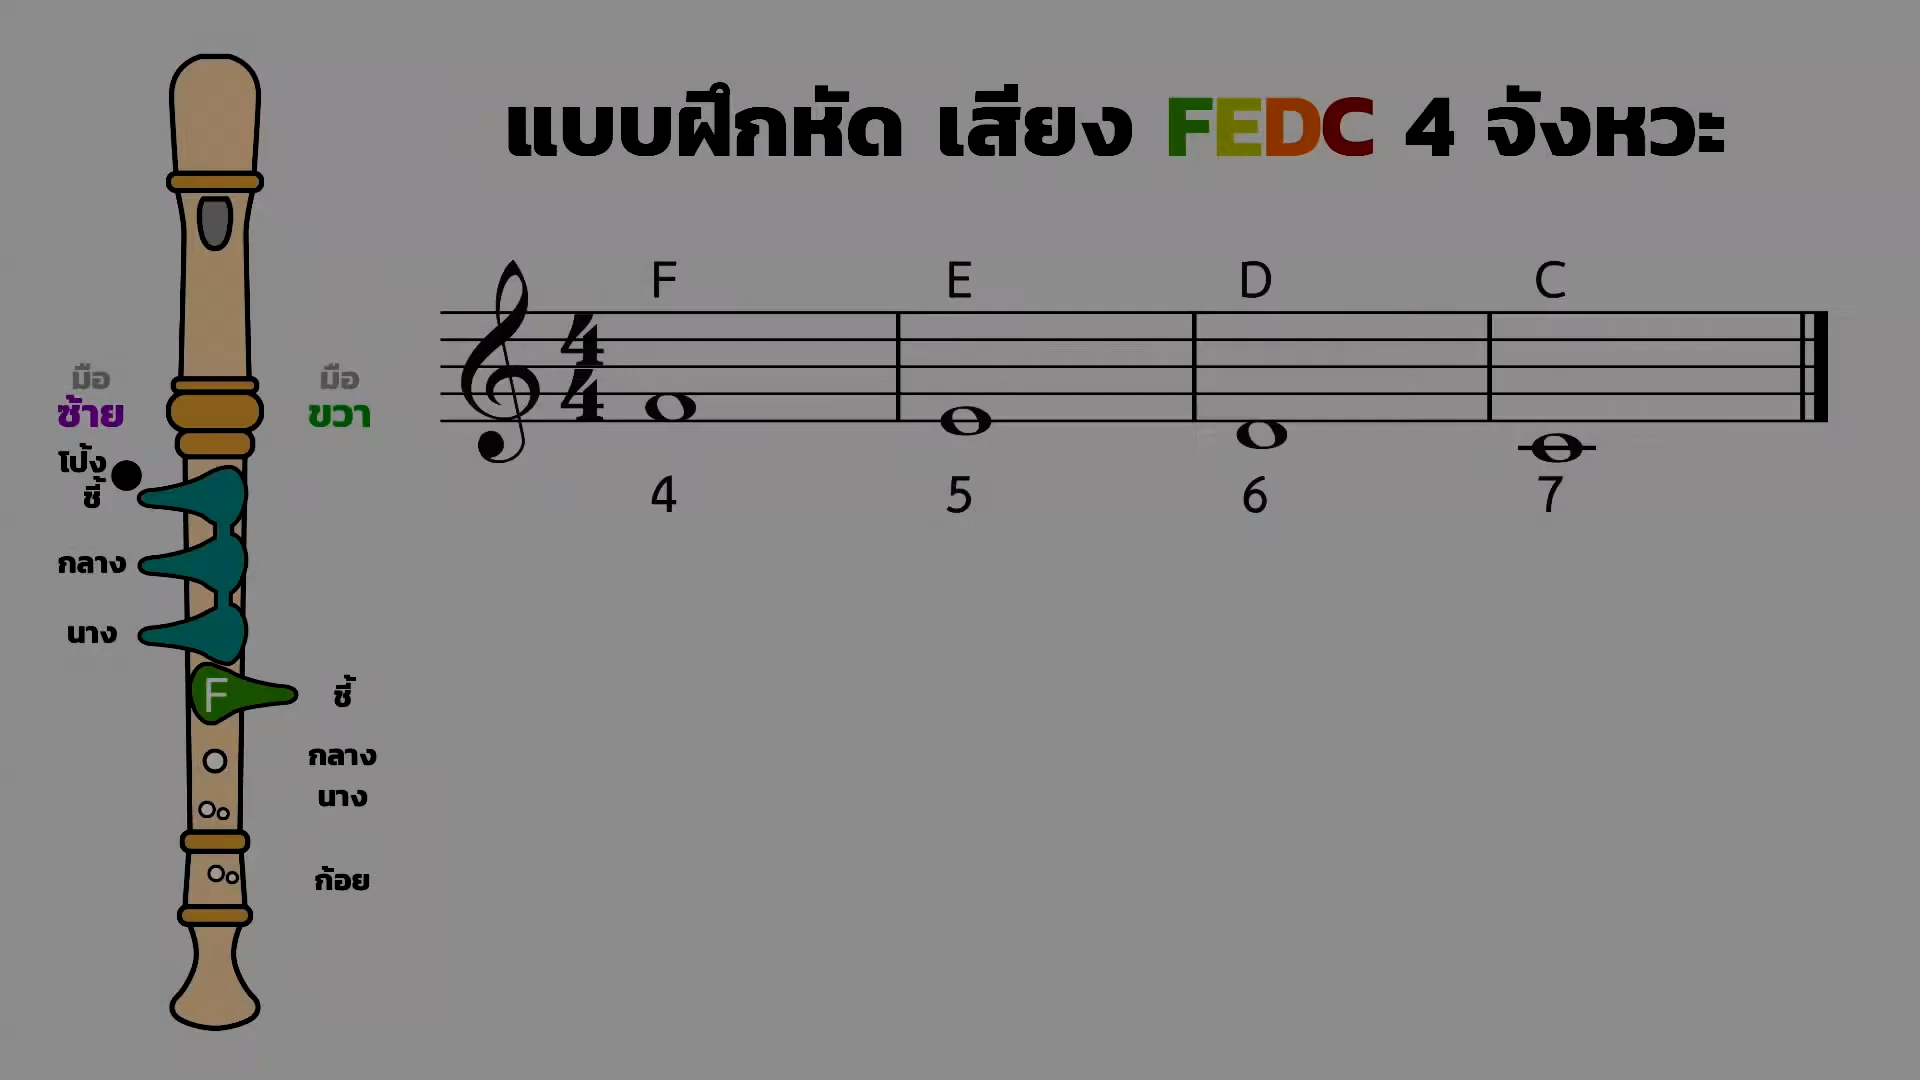 แบบฝึกหัด เสียง FEDC 4 จังหวะ
F E D C
4
4
4 5 6 7
มือ
ซ้าย
มือ
ขวา
โป้ง
ชี้
กลาง
นาง
F
ชี้
กลาง
นาง
ก้อย